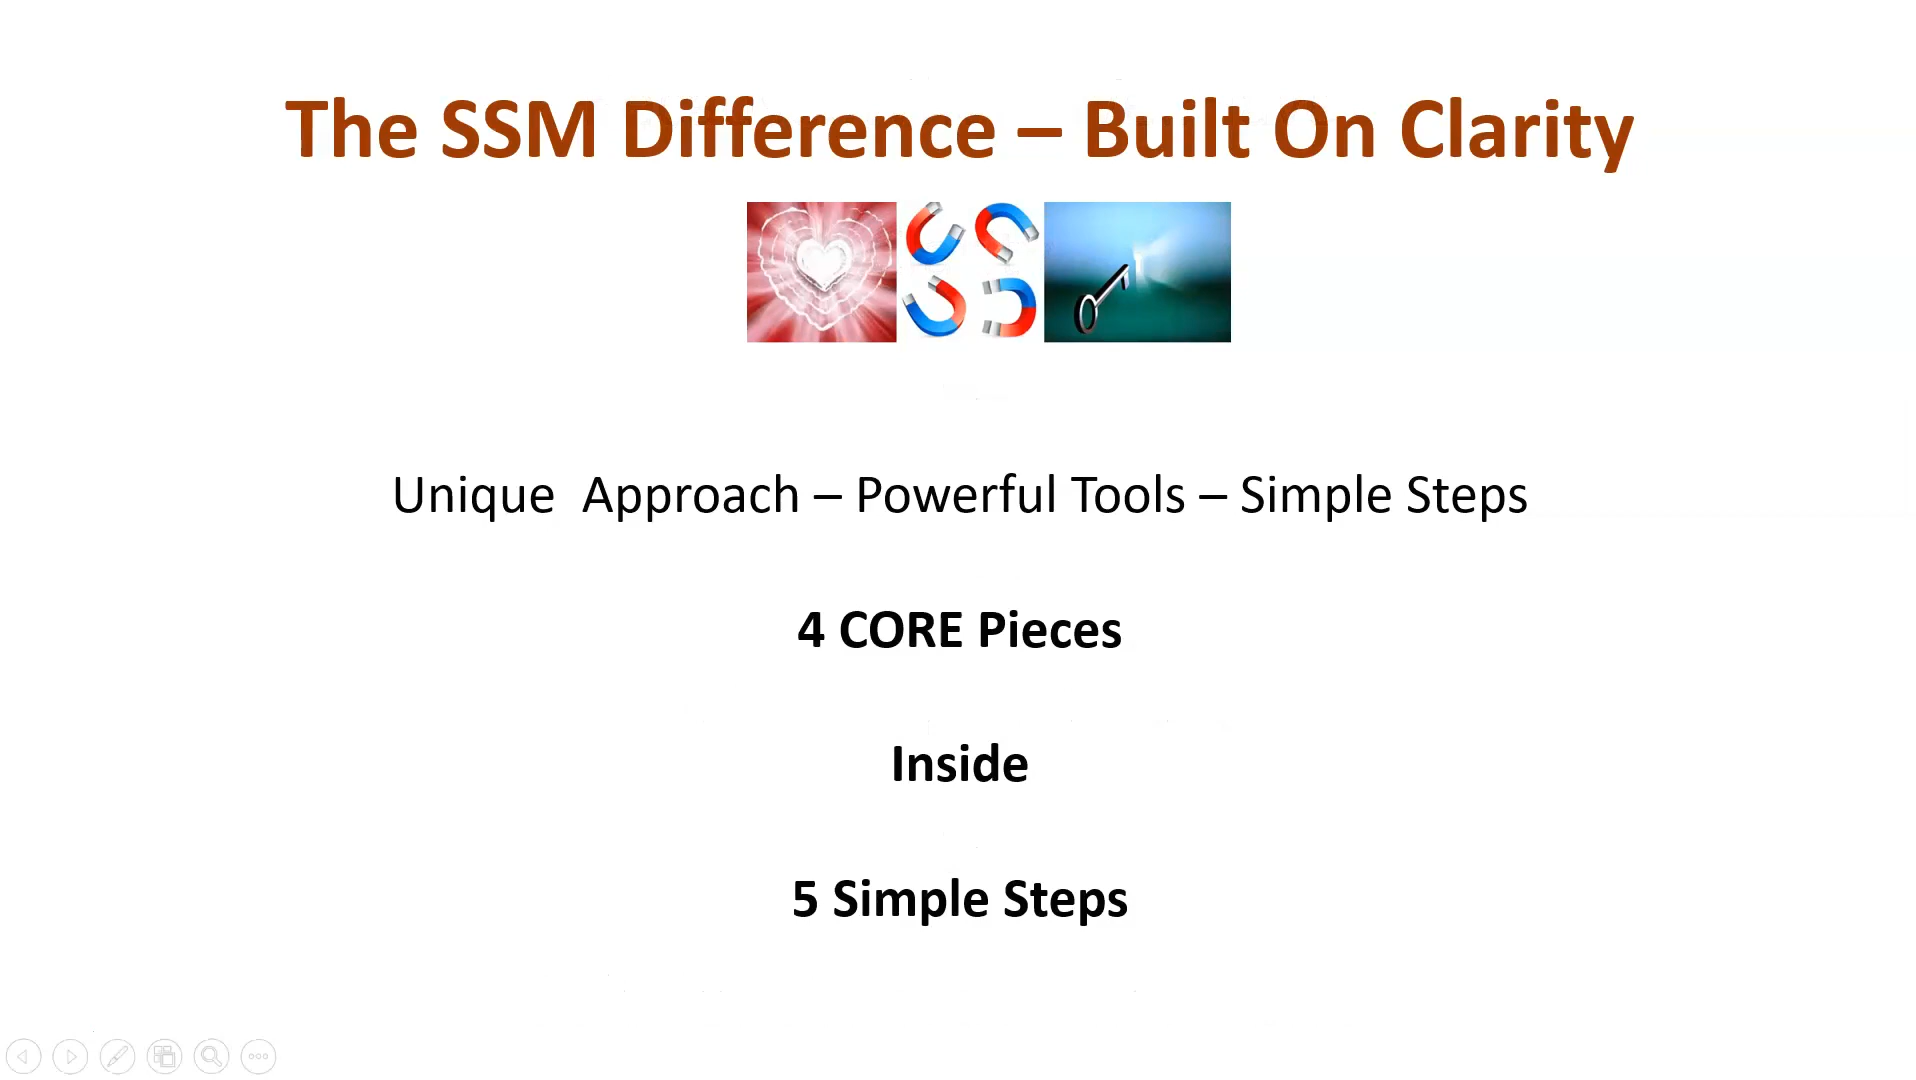 The SSM Difference – Built On Clarity
Unique  Approach – Powerful Tools – Simple Steps
4 CORE Pieces
Inside
5 Simple Steps